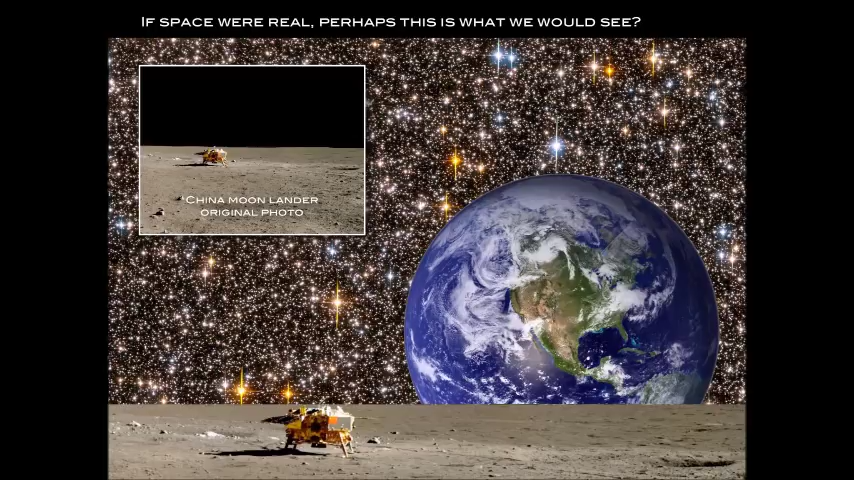 If space were real, perhaps this is what we would see?
*China moon lander
original photo